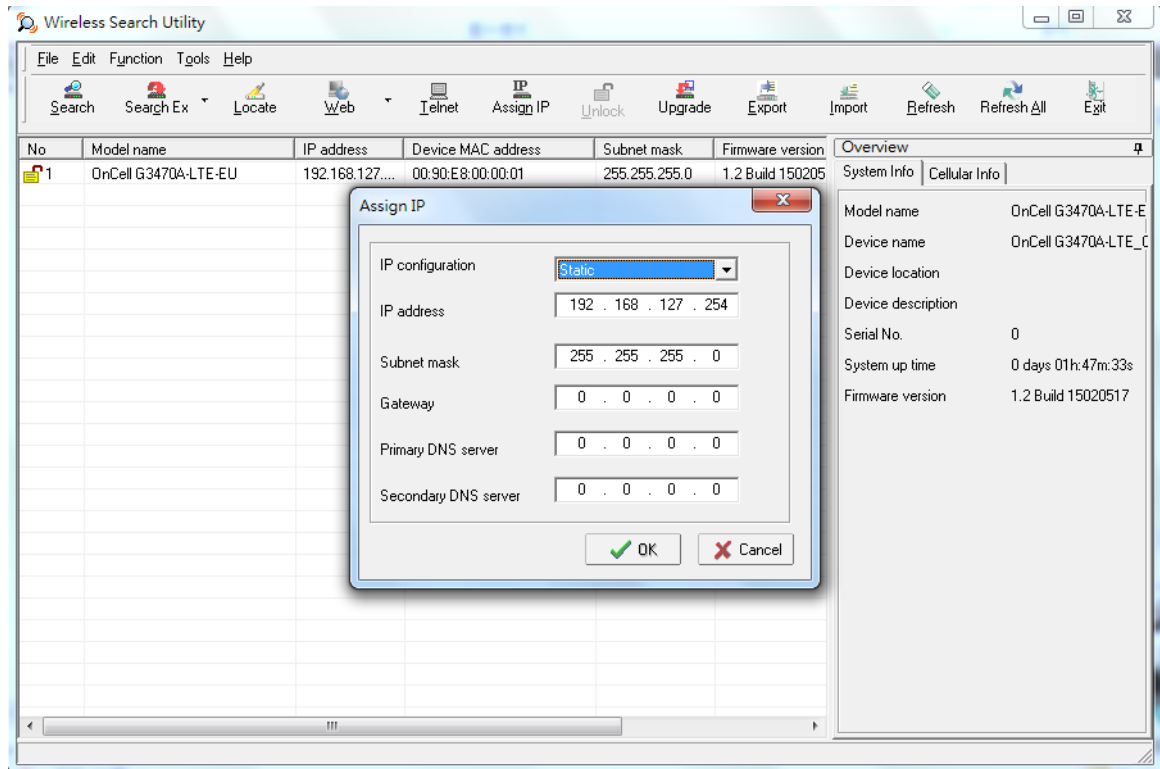 Wireless Search Utility
File Edit Function Tools Help
Search Search Ex Locate Web Telnet Assign IP Unlock Upgrade Export Import Refresh Refresh All Exit
No Model name IP address Device MAC address Subnet mask Firmware version
1 OnCell G3470A-LTE-EU 192.168.127.... 00:90:E8:00:00:01 255.255.255.0 1.2 Build 150205
Assign IP
IP configuration Static
IP address 192 . 168 . 127 . 254
Subnet mask 255 . 255 . 255 . 0
Gateway 0 . 0 . 0 . 0
Primary DNS server 0 . 0 . 0 . 0
Secondary DNS server 0 . 0 . 0 . 0
OK Cancel
Overview
System Info Cellular Info
Model name OnCell G3470A-LTE-E
Device name OnCell G3470A-LTE_
Device location
Device description
Serial No. 0
System up time 0 days 01h:47m:33s
Firmware version 1.2 Build 15020517